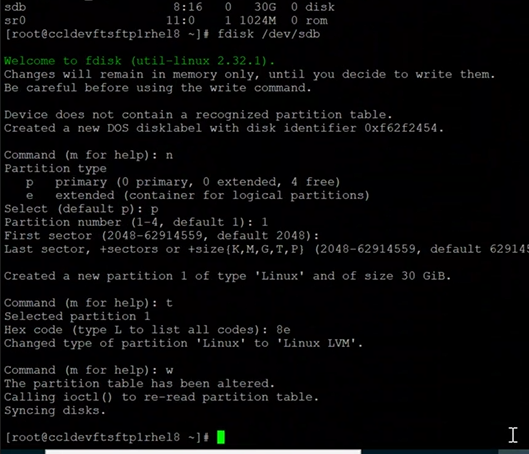 sdb 8:16 0 30G 0 disk
sr0 11:0 1 1024M 0 rom
[root@ccldevftsftp1rhel8 ~]# fdisk /dev/sdb
Welcome to fdisk (util-linux 2.32.1).
Changes will remain in memory only, until you decide to write them.
Be careful before using the write command.
Device does not contain a recognized partition table.
Created a new DOS disklabel with disk identifier 0xf62f2454.
Command (m for help): n
Partition type
p primary (0 primary, 0 extended, 4 free)
e extended (container for logical partitions)
Select (default p): p
Partition number (1-4, default 1): 1
First sector (2048-62914559, default 2048):
Last sector, +sectors or +size{K,M,G,T,P} (2048-62914559, default 62914
Created a new partition 1 of type 'Linux' and of size 30 GiB.
Command (m for help): t
Selected partition 1
Hex code (type L to list all codes): 8e
Changed type of partition 'Linux' to 'Linux LVM'.
Command (m for help): w
The partition table has been altered.
Calling ioctl() to re-read partition table.
Syncing disks.
[root@ccldevftsftp1rhel8 ~]#